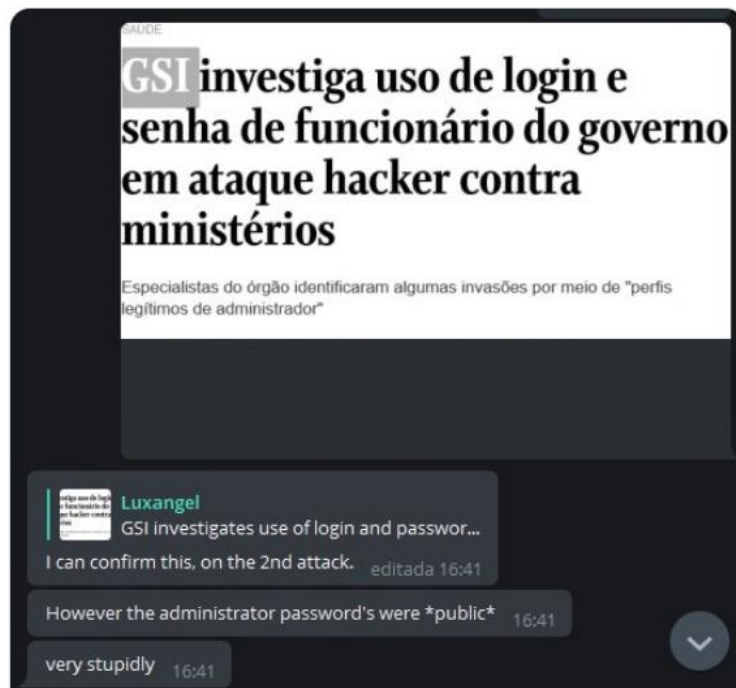 SAÚDE
GSI investiga uso de login e
senha de funcionário do governo
em ataque hacker contra
ministérios
Especialistas do órgão identificaram algumas invasões por meio de "perfis
legítimos de administrador"
Luxangel
GSI investigates use of login and passwor...
I can confirm this, on the 2nd attack. editada 16:41
However the administrator password's were *public* 16:41
very stupidly 16:41